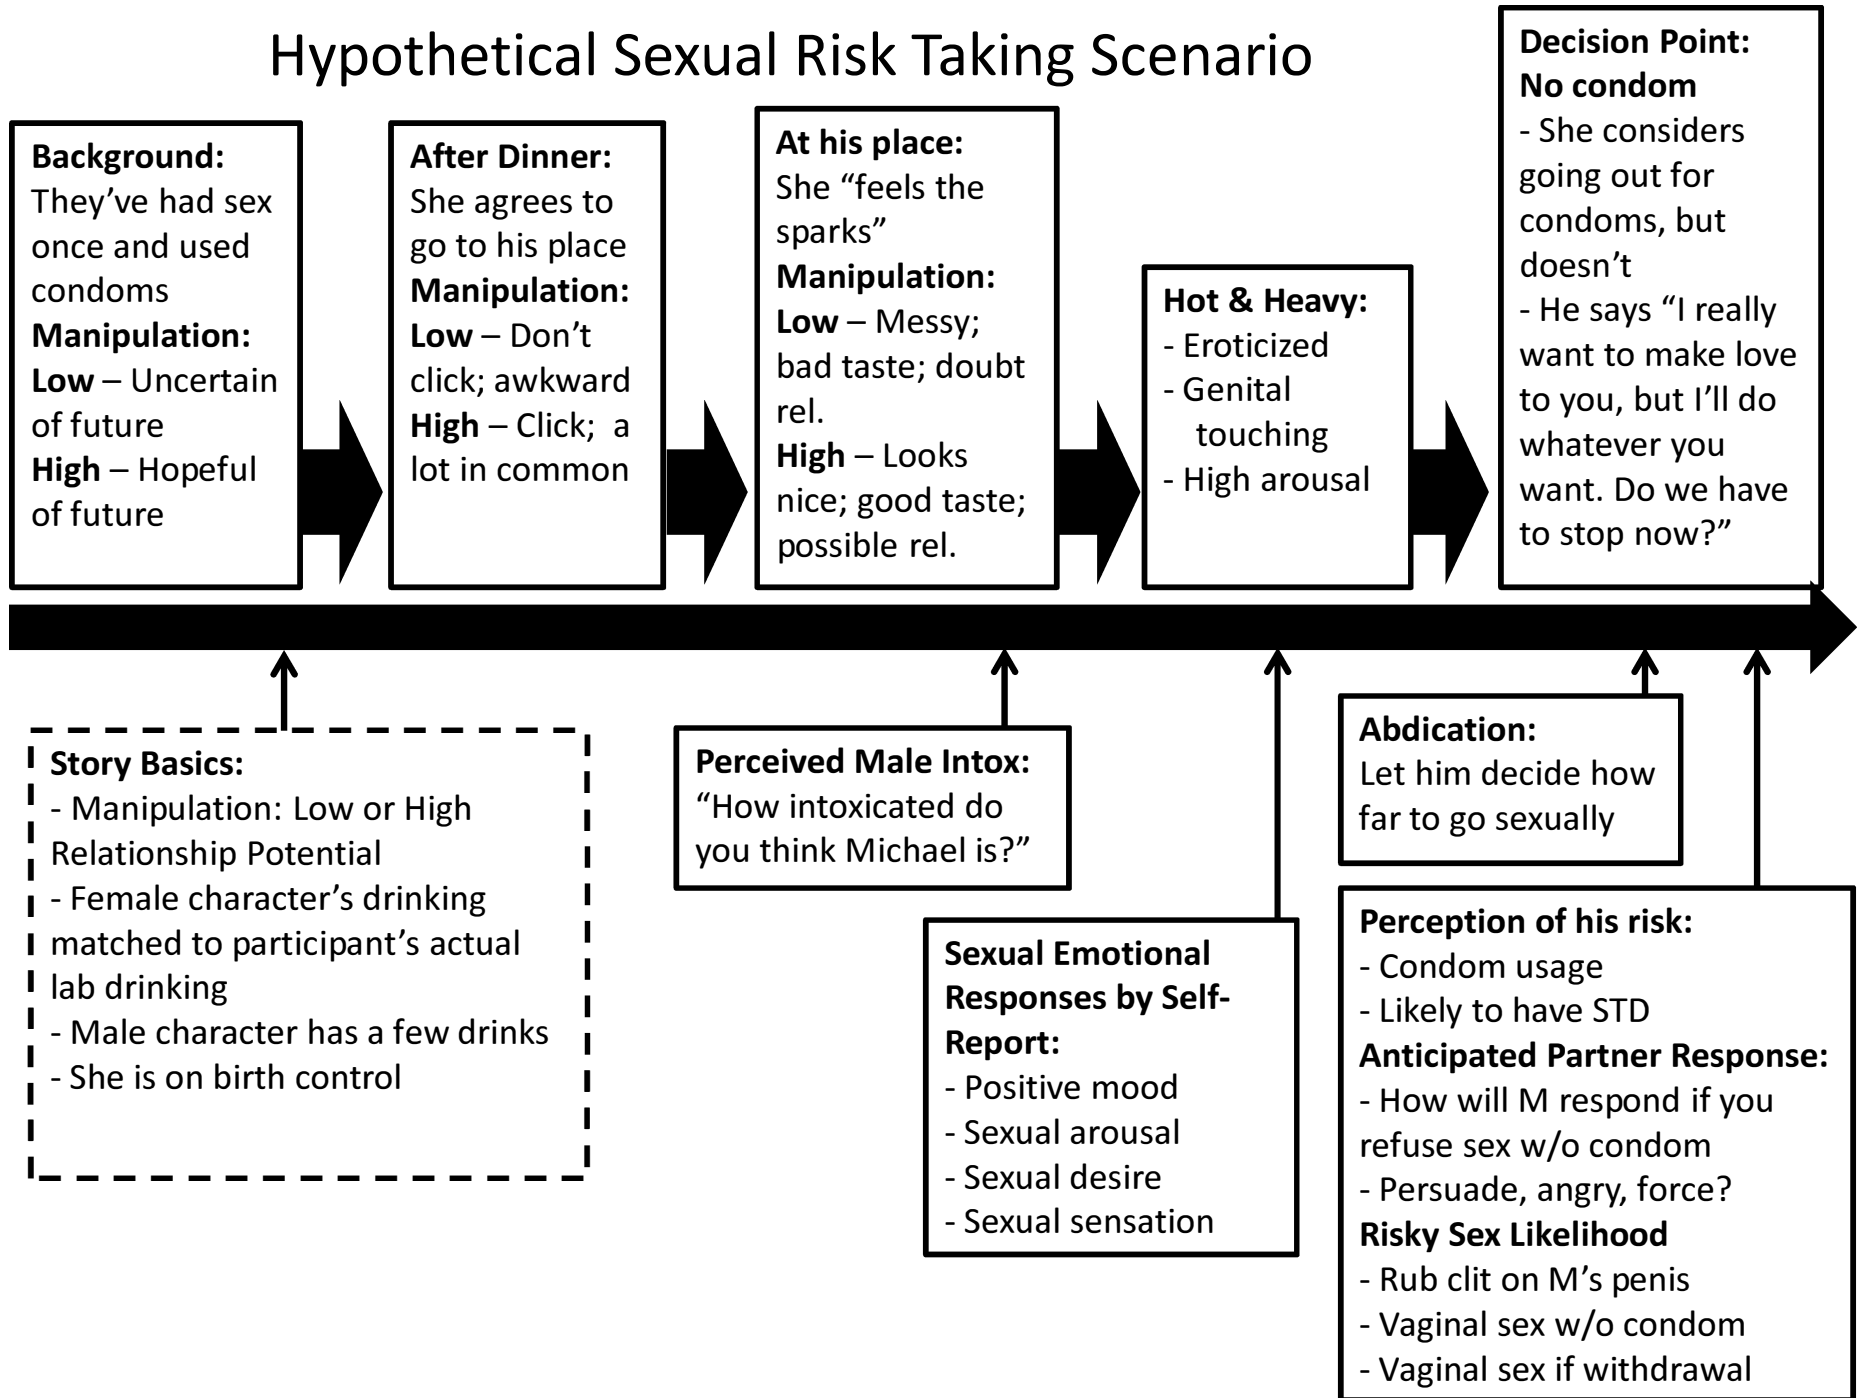 Hypothetical Sexual Risk Taking Scenario
Background:
They’ve had sex
once and used
condoms
Manipulation:
Low – Uncertain
of future
High – Hopeful
of future
After Dinner:
She agrees to
go to his place
Manipulation:
Low – Don’t
click; awkward
High – Click; a
lot in common
At his place:
She “feels the
sparks”
Manipulation:
Low – Messy;
bad taste; doubt
rel.
High – Looks
nice; good taste;
possible rel.
Hot & Heavy:
- Eroticized
- Genital
touching
- High arousal
Decision Point:
No condom
- She considers
going out for
condoms, but
doesn’t
- He says “I really
want to make love
to you, but I’ll do
whatever you
want. Do we have
to stop now?”
Story Basics:
- Manipulation: Low or High
Relationship Potential
- Female character’s drinking
matched to participant’s actual
lab drinking
- Male character has a few drinks
- She is on birth control
Perceived Male Intox:
“How intoxicated do
you think Michael is?”
Sexual Emotional
Responses by Self-
Report:
- Positive mood
- Sexual arousal
- Sexual desire
- Sexual sensation
Abdication:
Let him decide how
far to go sexually
Perception of his risk:
- Condom usage
- Likely to have STD
Anticipated Partner Response:
- How will M respond if you
refuse sex w/o condom
- Persuade, angry, force?
Risky Sex Likelihood
- Rub clit on M’s penis
- Vaginal sex w/o condom
- Vaginal sex if withdrawal